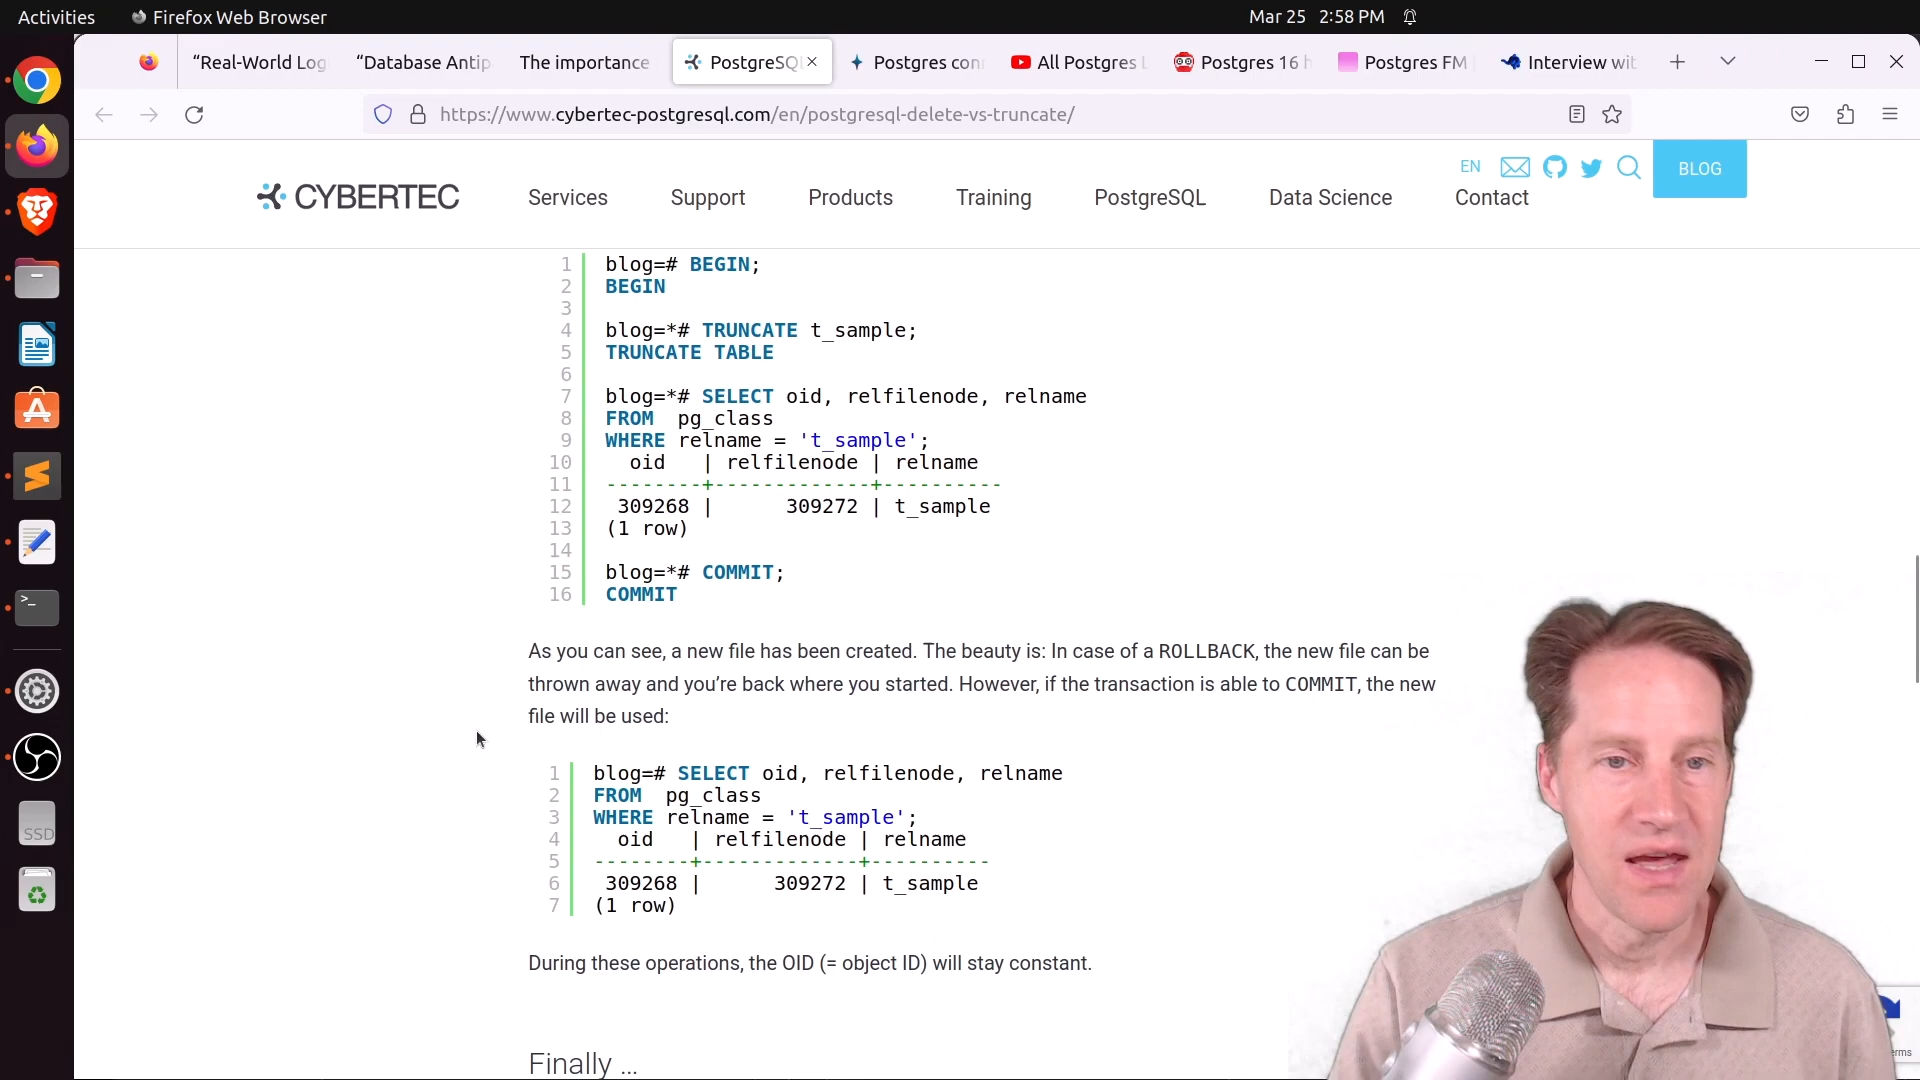 Activities
Firefox Web Browser
Mar 25 2:58 PM
“Real-World Log
“Database Antip
The importance
PostgreSQL
Postgres con
All Postgres L
Postgres 16 h
Postgres FM
Interview wit
https://www.cybertec-postgresql.com/en/postgresql-delete-vs-truncate/
EN
BLOG
CYBERTEC
Services
Support
Products
Training
PostgreSQL
Data Science
Contact
1 blog=# BEGIN;
2 BEGIN
3
4 blog=*# TRUNCATE t_sample;
5 TRUNCATE TABLE
6
7 blog=*# SELECT oid, relfilenode, relname
8 FROM pg_class
9 WHERE relname = 't_sample';
10 oid | relfilenode | relname
11 --------+-------------+----------
12 309268 | 309272 | t_sample
13 (1 row)
14
15 blog=*# COMMIT;
16 COMMIT
As you can see, a new file has been created. The beauty is: In case of a ROLLBACK, the new file can be
thrown away and you’re back where you started. However, if the transaction is able to COMMIT, the new
file will be used:
1 blog=# SELECT oid, relfilenode, relname
2 FROM pg_class
3 WHERE relname = 't_sample';
4 oid | relfilenode | relname
5 --------+-------------+----------
6 309268 | 309272 | t_sample
7 (1 row)
During these operations, the OID (= object ID) will stay constant.
Finally ...
SSD